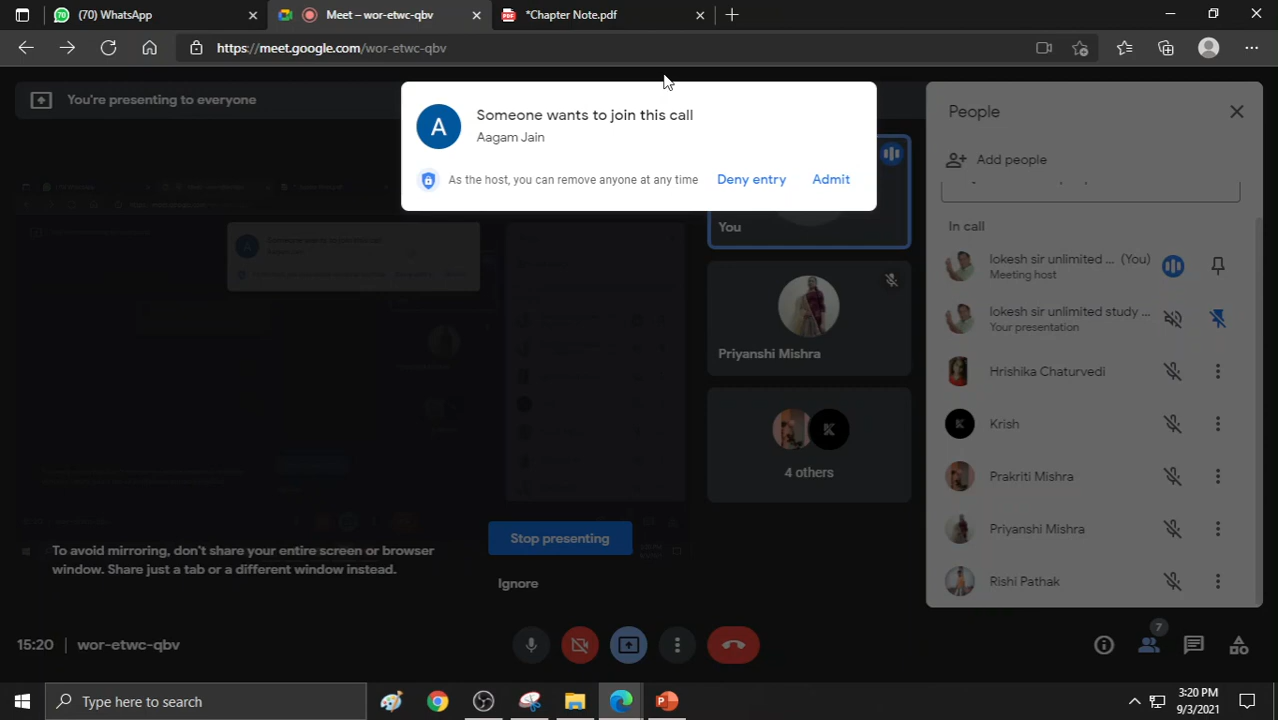 (70) WhatsApp
Meet – wor-etwc-qbv
PDF
*Chapter Note.pdf
https://meet.google.com/wor-etwc-qbv
You're presenting to everyone
A
Someone wants to join this call
Aagam Jain
As the host, you can remove anyone at any time
Deny entry
Admit
You
Priyanshi Mishra
K
4 others
To avoid mirroring, don't share your entire screen or browser
window. Share just a tab or a different window instead.
Stop presenting
Ignore
People
Add people
In call
lokesh sir unlimited ... (You)
Meeting host
lokesh sir unlimited study ...
Your presentation
Hrishika Chaturvedi
K
Krish
Prakriti Mishra
Priyanshi Mishra
Rishi Pathak
15:20 | wor-etwc-qbv
7
Type here to search
3:20 PM
9/3/2021